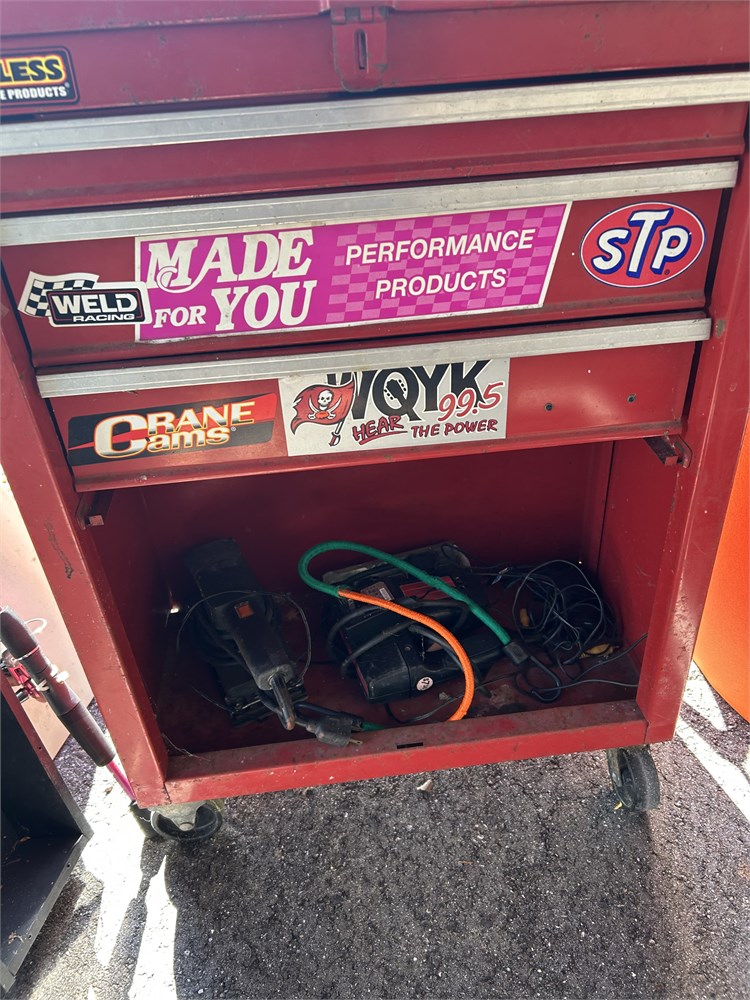 LESS
E PRODUCTS
MADE
FOR YOU
PERFORMANCE
PRODUCTS
STP
WELD
RACING
CRANE
Cams
WQYK
99.5
HEAR THE POWER